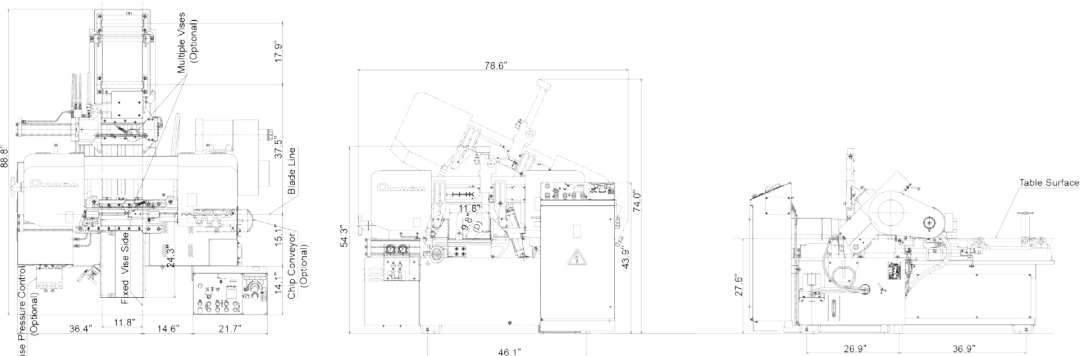 Multiple Vises
(Optional)
17.9"
88.8"
37.5"
Blade Line
15.1"
Chip Conveyor
(Optional)
14.1"
Fixed Vise Side
24.3"
ise Pressure Control
(Optional)
36.4"
11.8"
14.6"
21.7"
78.6"
54.3"
11.8"
9.8"
(D)
74.0"
43.9"
46.1"
Table Surface
27.6"
26.9"
36.9"